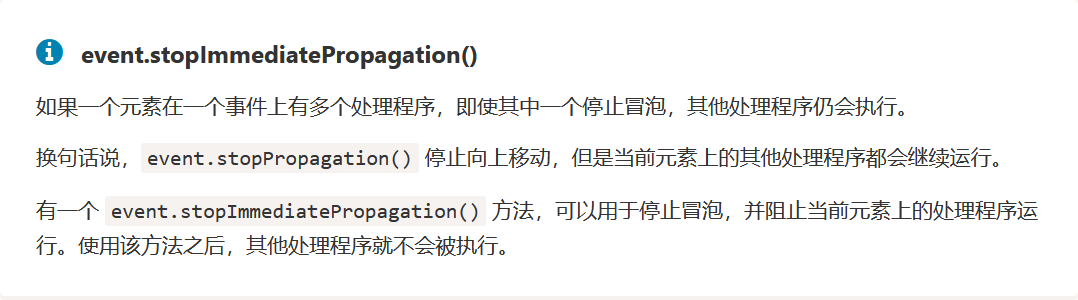 event.stopImmediatePropagation()
如果一个元素在一个事件上有多个处理程序，即使其中一个停止冒泡，其他处理程序仍会执行。
换句话说，event.stopPropagation() 停止向上移动，但是当前元素上的其他处理程序都会继续运行。
有一个 event.stopImmediatePropagation() 方法，可以用于停止冒泡，并阻止当前元素上的处理程序运
行。使用该方法之后，其他处理程序就不会被执行。